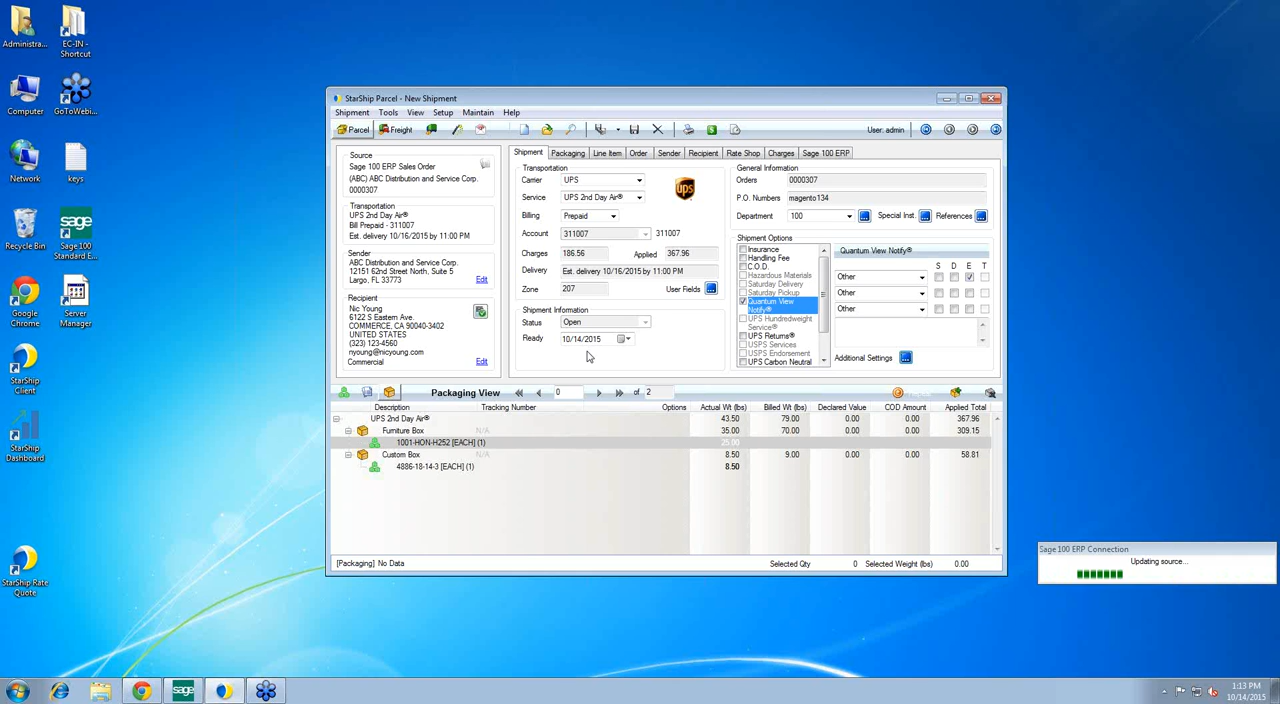 Administra...
EC-IN -
Shortcut
Computer
GoToWebi...
Network
keys
Recycle Bin
Sage 100
Standard E...
Google
Chrome
Server
Manager
StarShip
Client
StarShip
Dashboard
StarShip Rate
Quote
StarShip Parcel - New Shipment
Shipment Tools View Setup Maintain Help
Parcel Freight User: admin
Source
Sage 100 ERP Sales Order
(ABC) ABC Distribution and Service Corp.
0000307
Transportation
UPS 2nd Day Air®
Bill Prepaid - 311007
Est. delivery 10/16/2015 by 11:00 PM
Sender
ABC Distribution and Service Corp.
12151 62nd Street North, Suite 5
Largo, FL 33773 Edit
Recipient
Nic Young
6122 S Eastern Ave.
COMMERCE, CA 90040-3402
UNITED STATES
(323) 123-4560
nyoung@nicyoung.com
Commercial Edit
Shipment Packaging Line Item Order Sender Recipient Rate Shop Charges Sage 100 ERP
Transportation
Carrier UPS
ups
Service UPS 2nd Day Air®
Billing Prepaid
Account 311007 311007
Charges 186.56 Applied 367.96
Delivery Est. delivery 10/16/2015 by 11:00 PM
Zone 207 User Fields
Shipment Information
Status Open
Ready 10/14/2015
General Information
Orders 0000307
P.O. Numbers magento134
Department 100 Special Inst. References
Shipment Options
Insurance
Handling Fee
C.O.D.
Hazardous Materials
Saturday Delivery
Saturday Pickup
Quantum View
Notify®
UPS Hundredweight
Service®
UPS Returns®
USPS Services
USPS Endorsement
UPS Carbon Neutral
Quantum View Notify®
S D E T
Other
Other
Other
Additional Settings
Packaging View 0 of 2
Description Tracking Number Options Actual Wt (lbs) Billed Wt (lbs) Declared Value COD Amount Applied Total
UPS 2nd Day Air® 43.50 79.00 0.00 0.00 367.96
Furniture Box N/A 35.00 70.00 0.00 0.00 309.15
1001-HON-H252 [EACH] (1) 25.00
Custom Box N/A 8.50 9.00 0.00 0.00 58.81
4886-18-14-3 [EACH] (1) 8.50
[Packaging] No Data Selected Qty 0 Selected Weight (lbs) 0.00
Sage 100 ERP Connection
Updating source...
sage
1:13 PM
10/14/2015